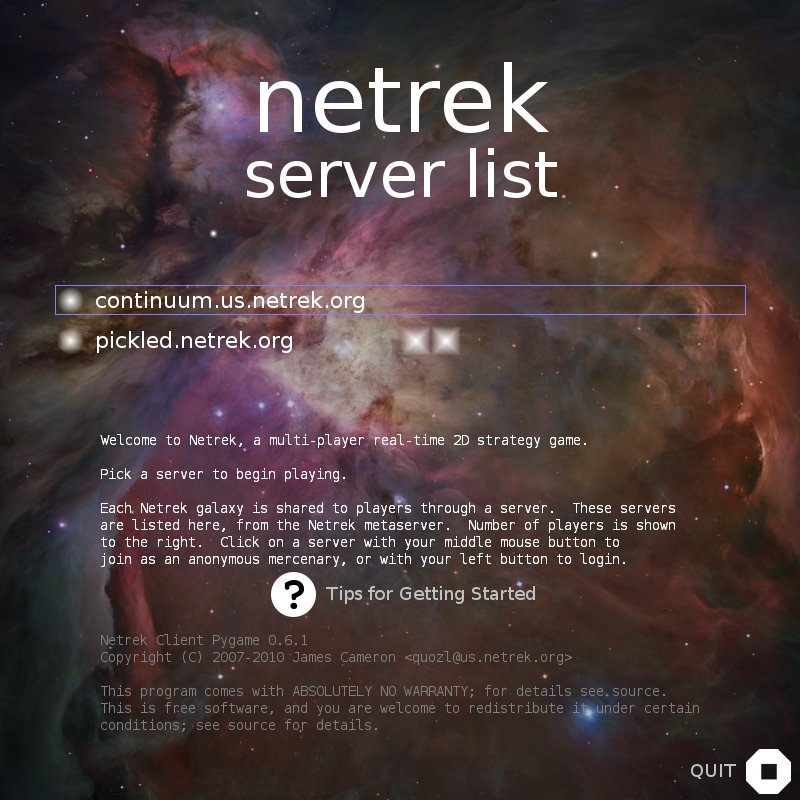 netrek
server list
continuum.us.netrek.org
pickled.netrek.org
Welcome to Netrek, a multi-player real-time 2D strategy game.
Pick a server to begin playing.
Each Netrek galaxy is shared to players through a server.  These servers
are listed here, from the Netrek metaserver.  Number of players is shown
to the right.  Click on a server with your middle mouse button to
join as an anonymous mercenary, or with your left button to login.
? Tips for Getting Started
Netrek Client Pygame 0.6.1
Copyright (C) 2007-2010 James Cameron <quozl@us.netrek.org>
This program comes with ABSOLUTELY NO WARRANTY; for details see source.
This is free software, and you are welcome to redistribute it under certain
conditions; see source for details.
QUIT